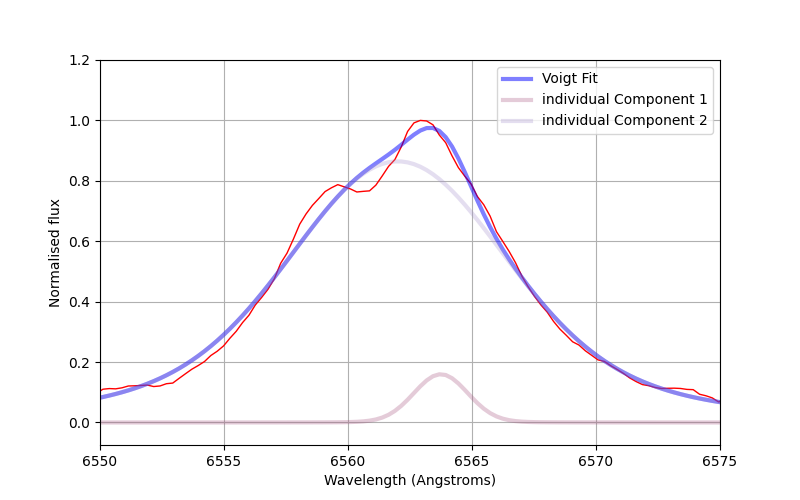 1.2
1.0
0.8
0.6
0.4
0.2
0.0
Normalised flux
Voigt Fit
individual Component 1
individual Component 2
6550 6555 6560 6565 6570 6575
Wavelength (Angstroms)